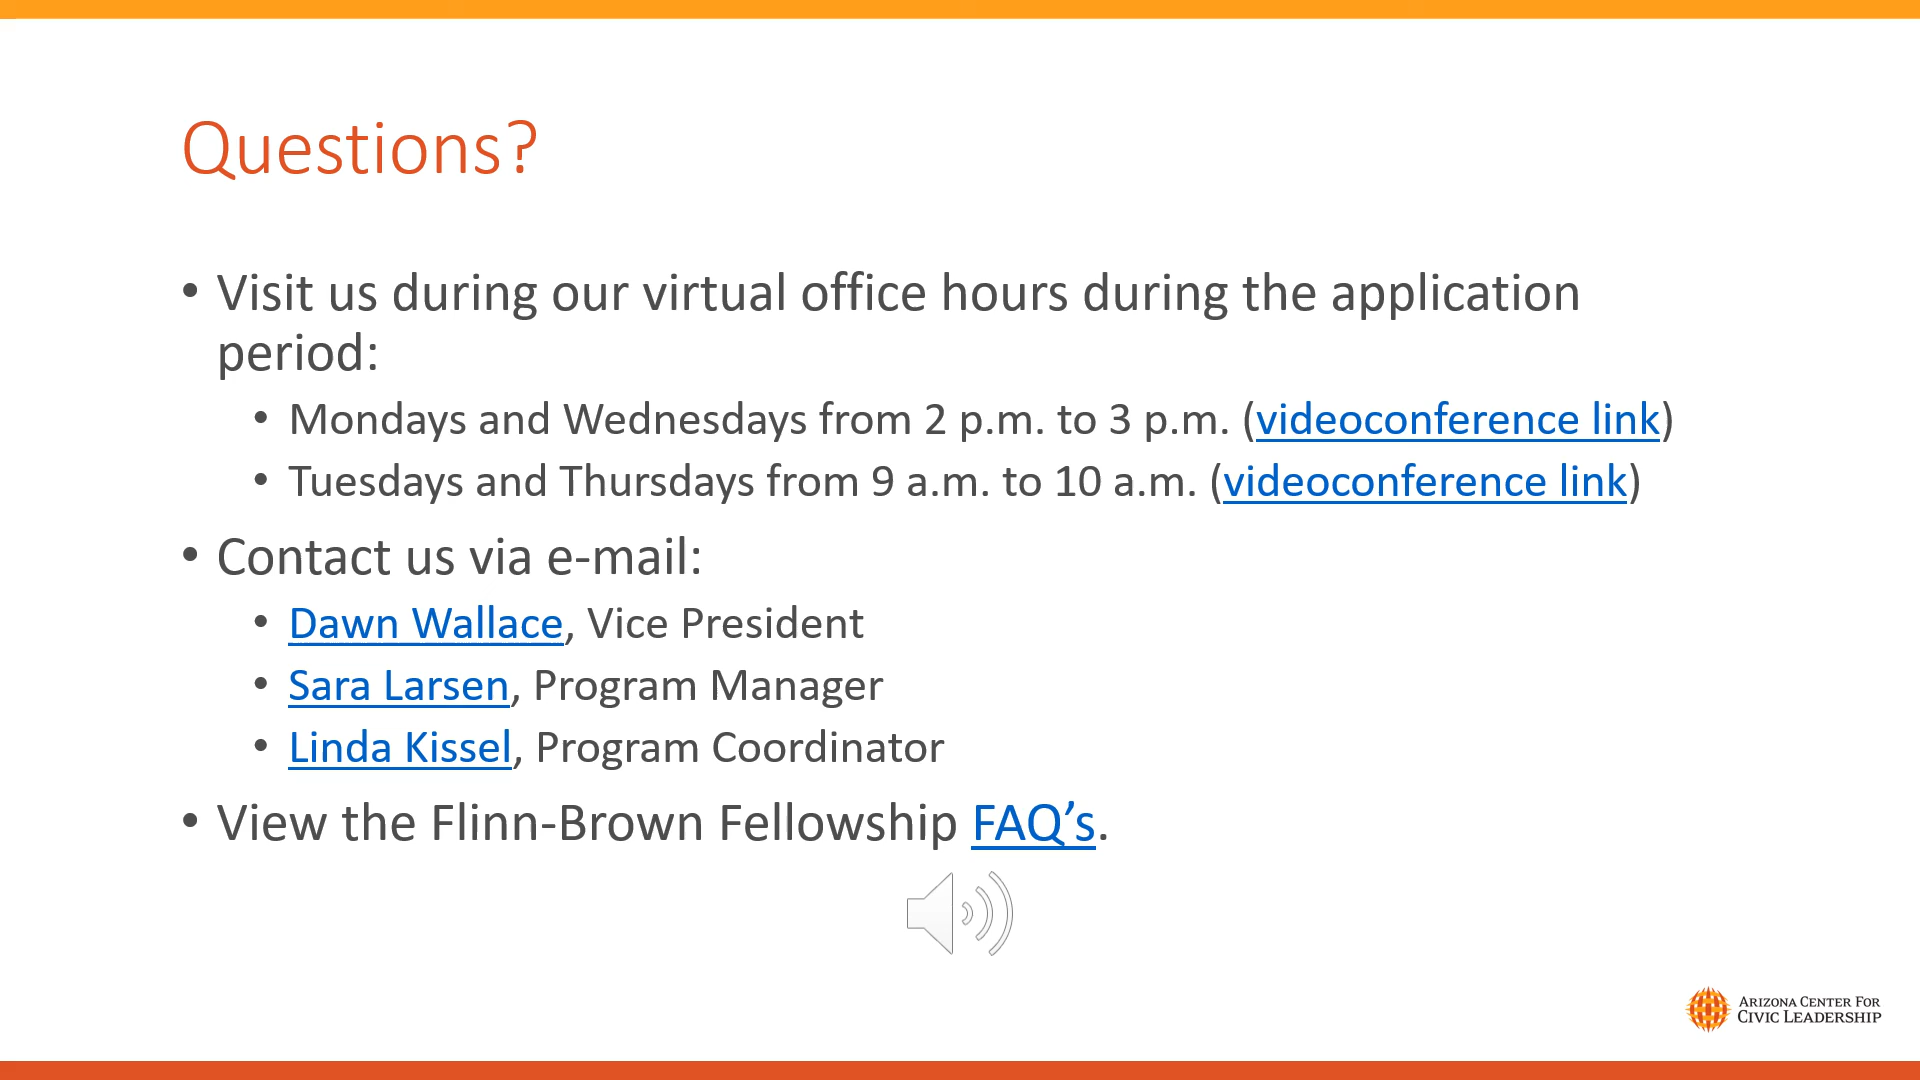 Questions?
• Visit us during our virtual office hours during the application
period:
• Mondays and Wednesdays from 2 p.m. to 3 p.m. (videoconference link)
• Tuesdays and Thursdays from 9 a.m. to 10 a.m. (videoconference link)
• Contact us via e-mail:
• Dawn Wallace, Vice President
• Sara Larsen, Program Manager
• Linda Kissel, Program Coordinator
• View the Flinn-Brown Fellowship FAQ’s.
ARIZONA CENTER FOR
CIVIC LEADERSHIP